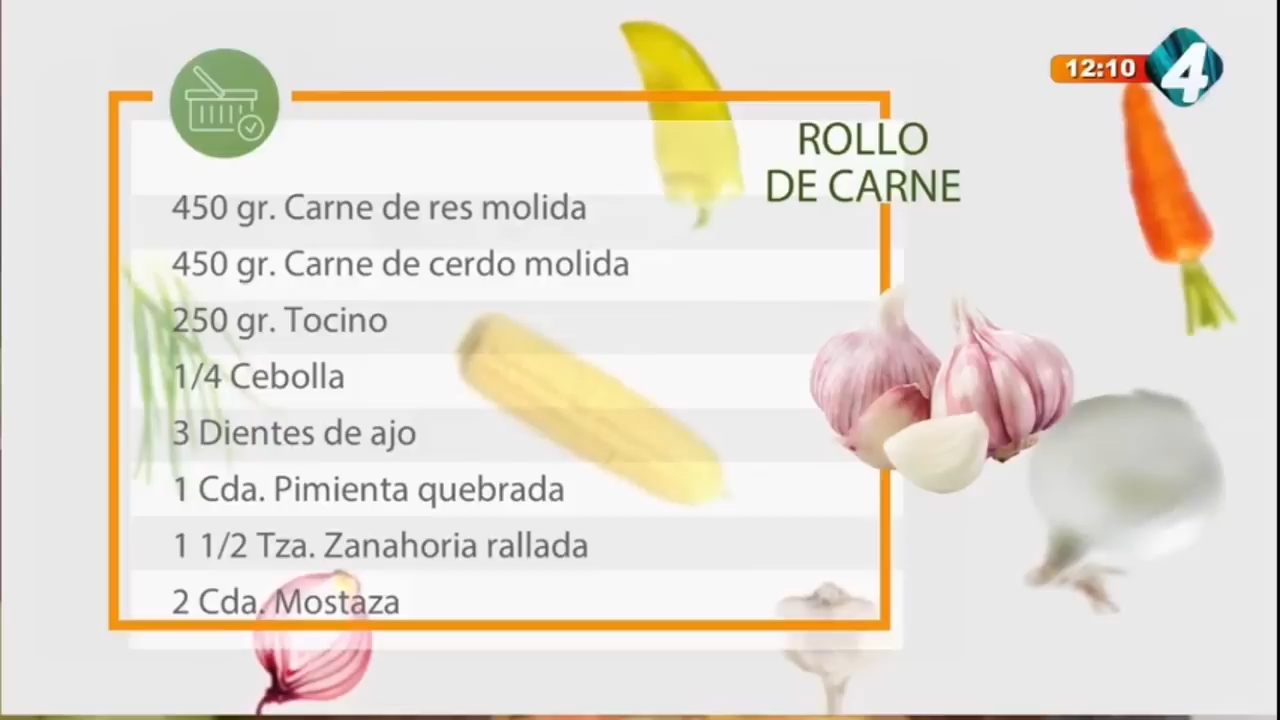 12:10
4
ROLLO
DE CARNE
450 gr. Carne de res molida
450 gr. Carne de cerdo molida
250 gr. Tocino
1/4 Cebolla
3 Dientes de ajo
1 Cda. Pimienta quebrada
1 1/2 Tza. Zanahoria rallada
2 Cda. Mostaza